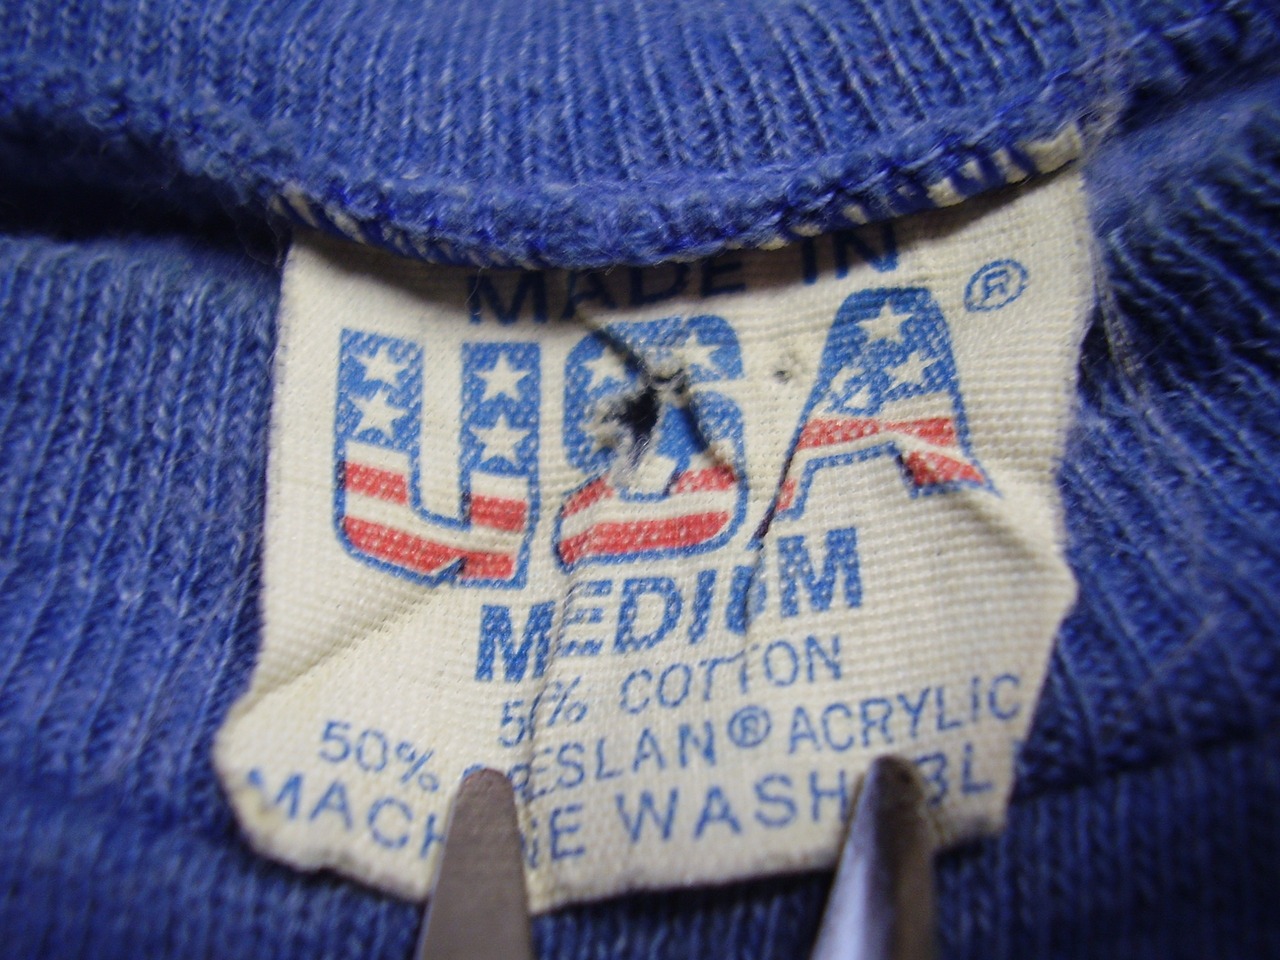 MADE IN
USA ®
MEDIUM
50% COTTON
50% CRESLAN® ACRYLIC
MACHINE WASHABLE